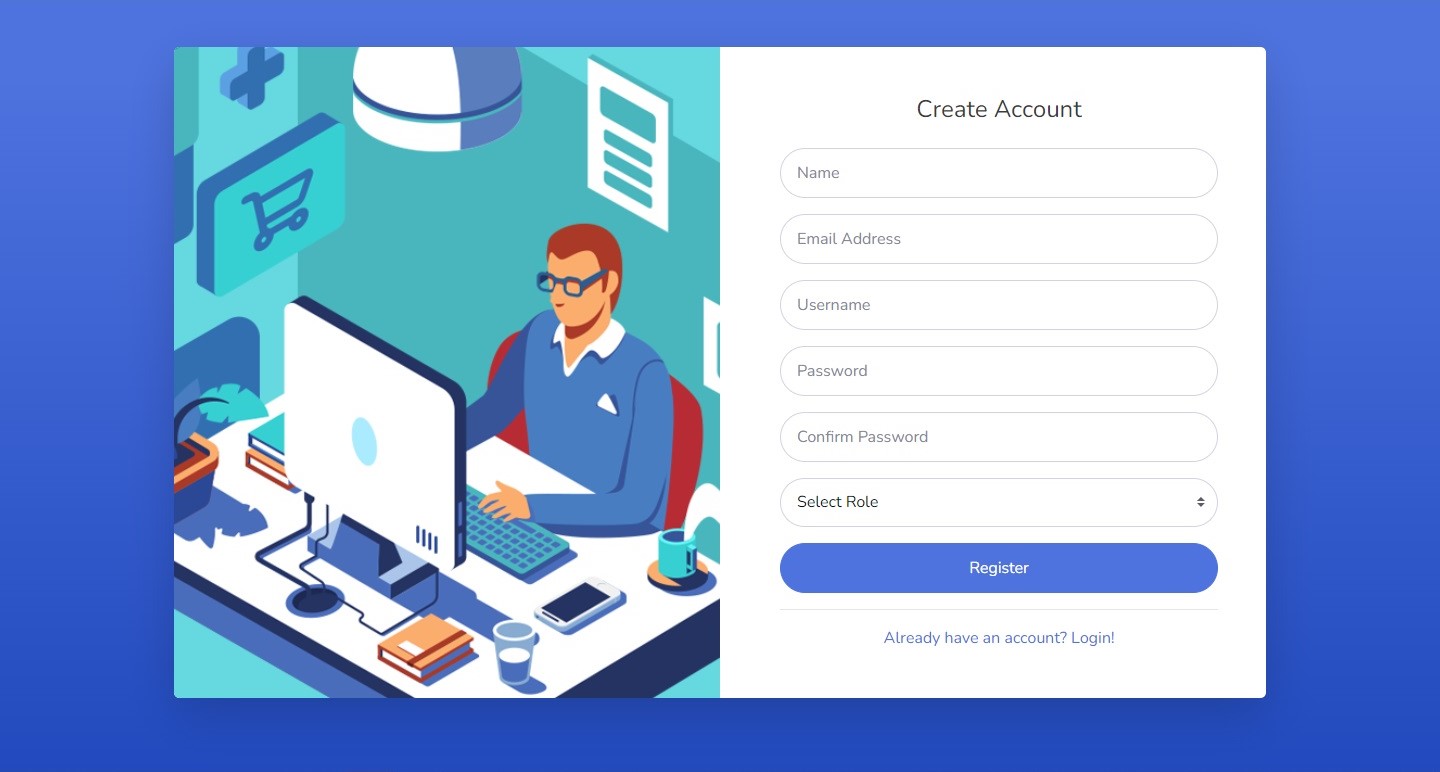 Create Account
Name
Email Address
Username
Password
Confirm Password
Select Role
Register
Already have an account? Login!